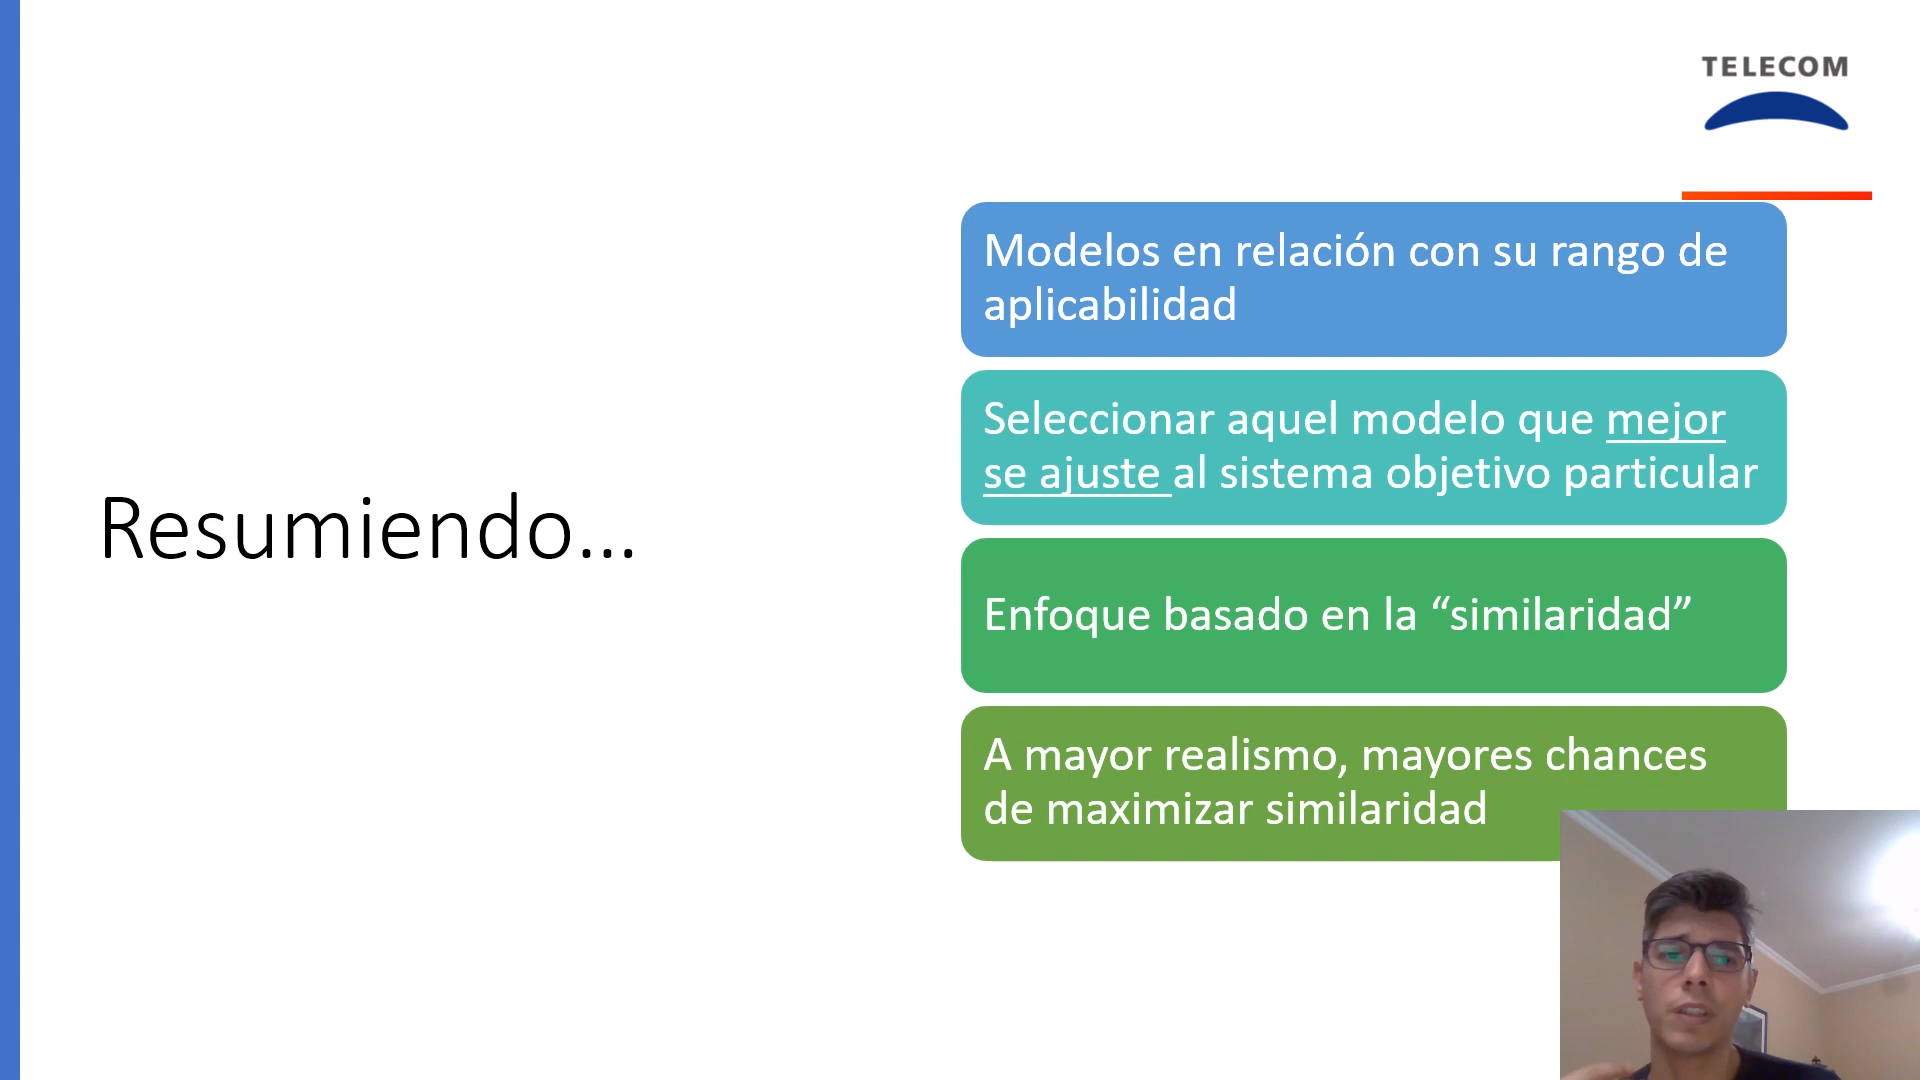 TELECOM
Resumiendo...
Modelos en relación con su rango de
aplicabilidad
Seleccionar aquel modelo que mejor
se ajuste al sistema objetivo particular
Enfoque basado en la “similaridad”
A mayor realismo, mayores chances
de maximizar similaridad